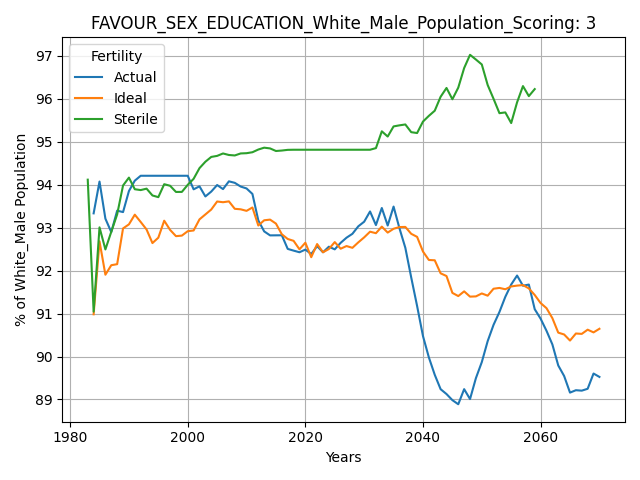 FAVOUR_SEX_EDUCATION_White_Male_Population_Scoring: 3
Fertility
Actual
Ideal
Sterile
% of White_Male Population
97
96
95
94
93
92
91
90
89
1980
2000
2020
2040
2060
Years